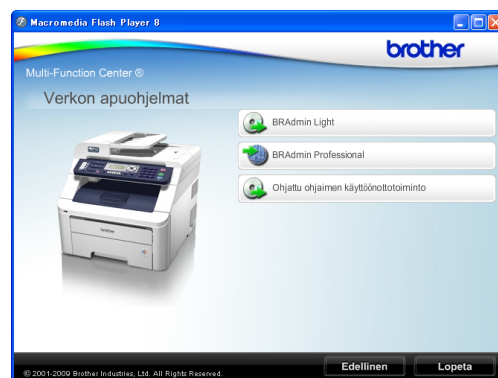 Macromedia Flash Player 8
brother
Multi-Function Center ®
Verkon apuohjelmat
BRAdmin Light
BRAdmin Professional
Ohjattu ohjaimen käyttöönottotoiminto
brother
Edellinen
Lopeta
© 2001-2009 Brother Industries, Ltd. All Rights Reserved.